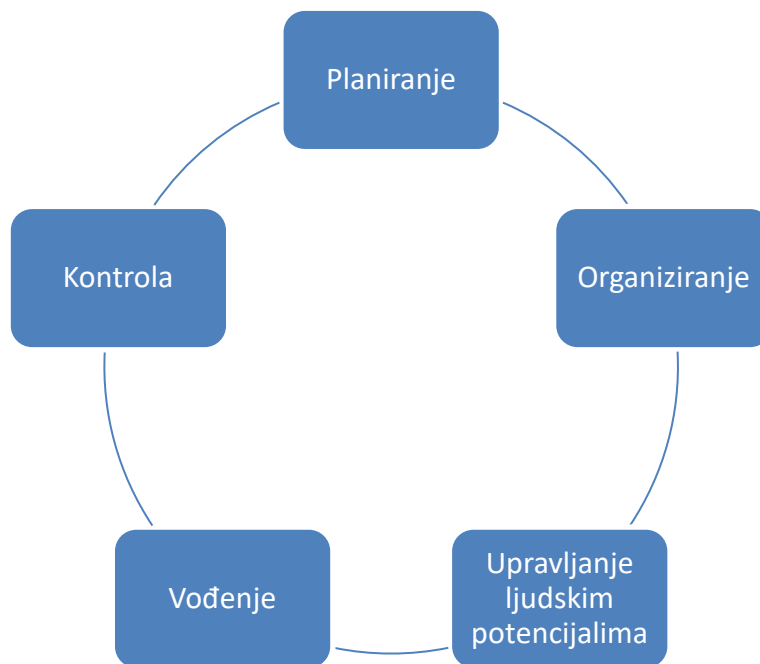 Planiranje
Organiziranje
Upravljanje
ljudskim
potencijalima
Vođenje
Kontrola